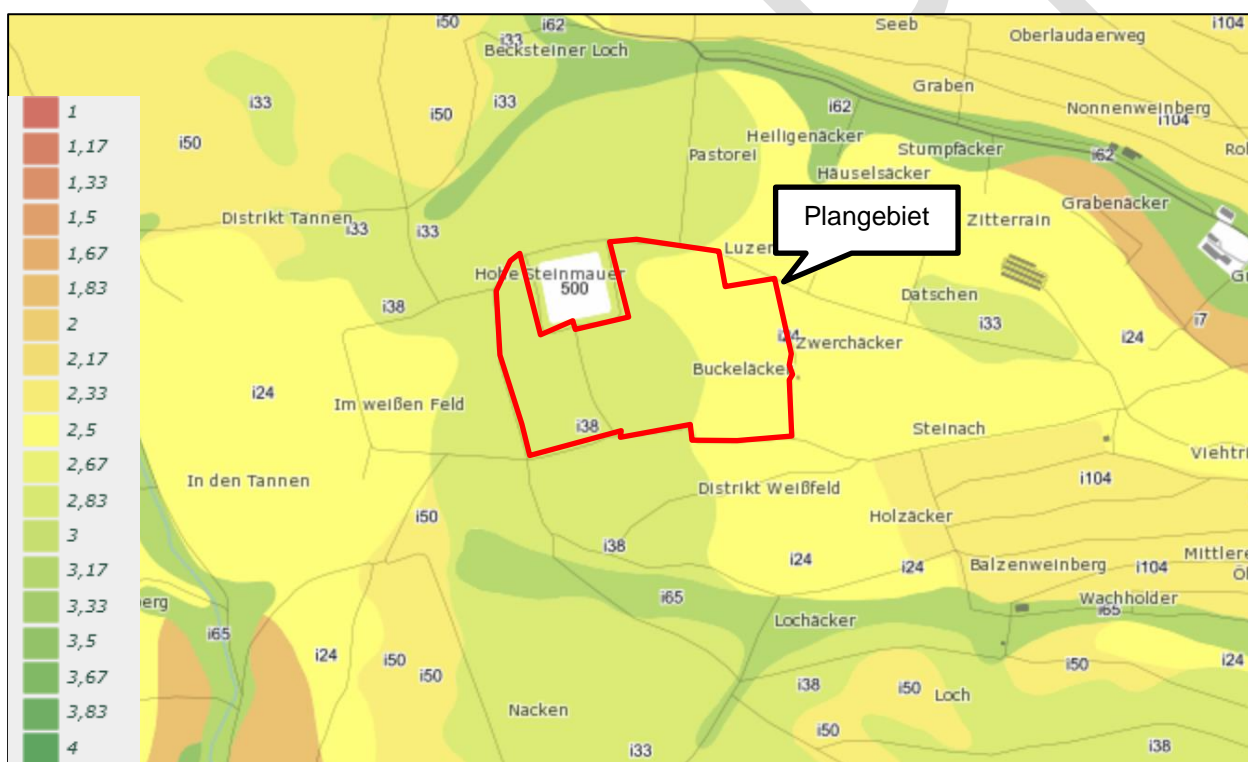 i50
i62
Seeb
i104
i33
Oberlaudaerweg
Becksteiner Loch
Graben
i33
i33
i62
Nonnenweinberg
i50
i104
i50
Heiligenäcker
Stumpfäcker
i62
Pastorei
Häuselsäcker
Grabenäcker
Distrikt Tannen
i33
i33
Plangebiet
Zitterrain
Luzer
Hohe Steinmauer
500
Datschen
i38
i33
i7
i24
Zwerchäcker
i24
Buckeläcker
i24
Im weißen Feld
i38
Steinach
Viehtri
In den Tannen
Distrikt Weißfeld
i104
i50
Holzäcker
i38
i24
i24
Balzenweinberg
i104
Mittlere
i65
Wachholder
erg
i65
Lochäcker
i65
i24
i50
i50
i50
i24
i38
i50
Loch
Nacken
i50
i33
i38
1
1,17
1,33
1,5
1,67
1,83
2
2,17
2,33
2,5
2,67
2,83
3
3,17
3,33
3,5
3,67
3,83
4